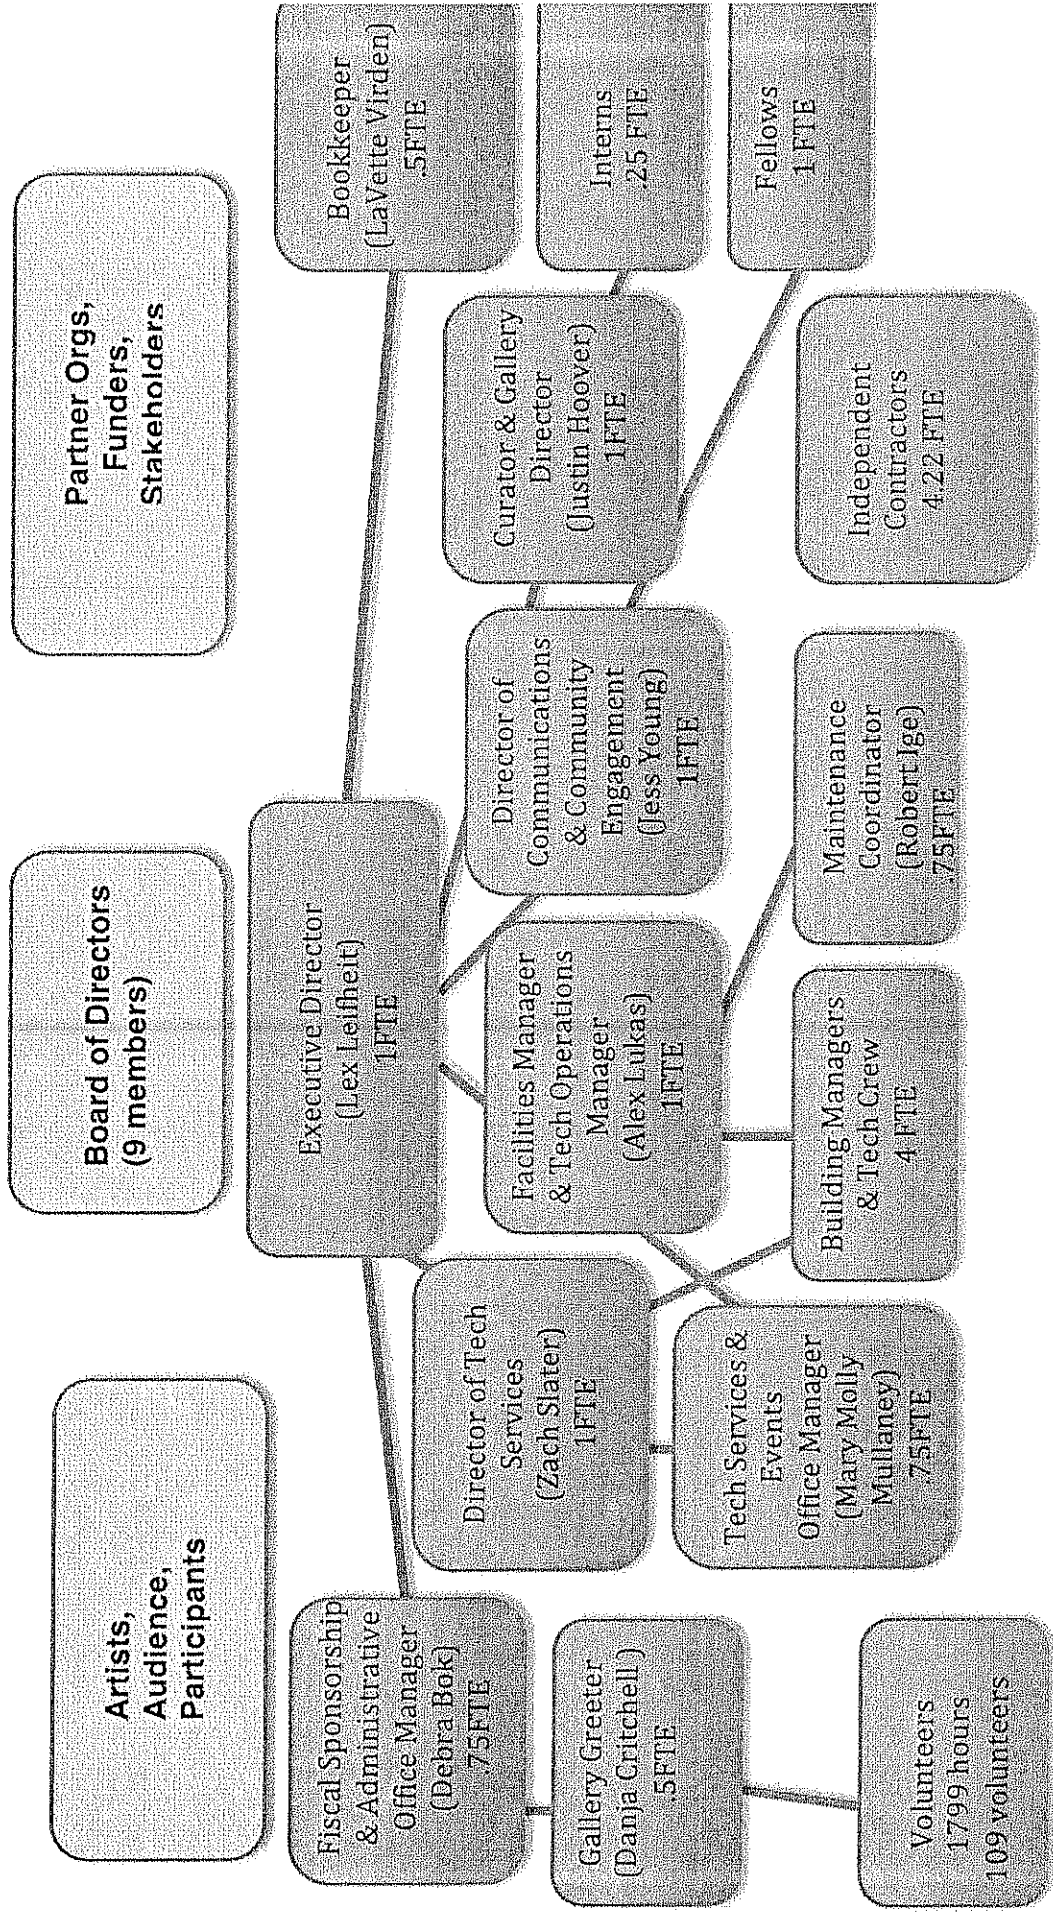 Artists,
Audience,
Participants
Board of Directors
(9 members)
Partner Orgs,
Funders,
Stakeholders
Executive Director
(Lex Leifheit)
1FTE
Fiscal Sponsorship
& Administrative
Office Manager
(Debra Bok)
.75FTE
Director of Tech
Services
(Zach Slater)
1FTE
Facilities Manager
& Tech Operations
Manager
(Alex Lukas)
1FTE
Director of
Communications
& Community
Engagement
(Jess Young)
1FTE
Curator & Gallery
Director
(Justin Hoover)
1FTE
Bookkeeper
(LaVette Virden)
.5FTE
Gallery Greeter
(Danja Critchell )
.5FTE
Tech Services &
Events
Office Manager
(Mary Molly
Mullaney)
.75FTE
Building Managers
& Tech Crew
4 FTE
Maintenance
Coordinator
(Robert Ige)
.75FTE
Independent
Contractors
4.22 FTE
Interns
.25 FTE
Fellows
1 FTE
Volunteers
1799 hours
109 volunteers